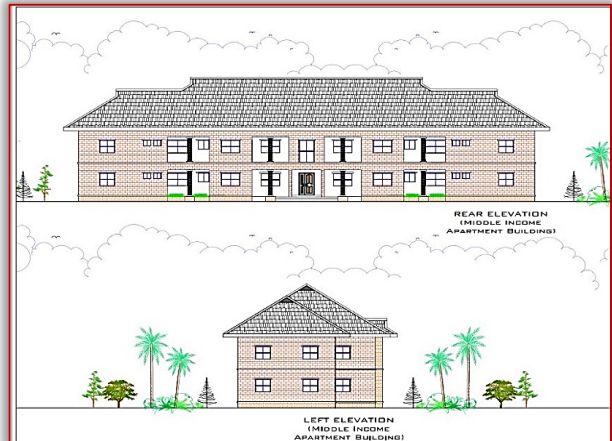 REAR ELEVATION
(MIDDLE INCOME
APARTMENT BUILDING)
LEFT ELEVATION
(MIDDLE INCOME
APARTMENT BUILDING)